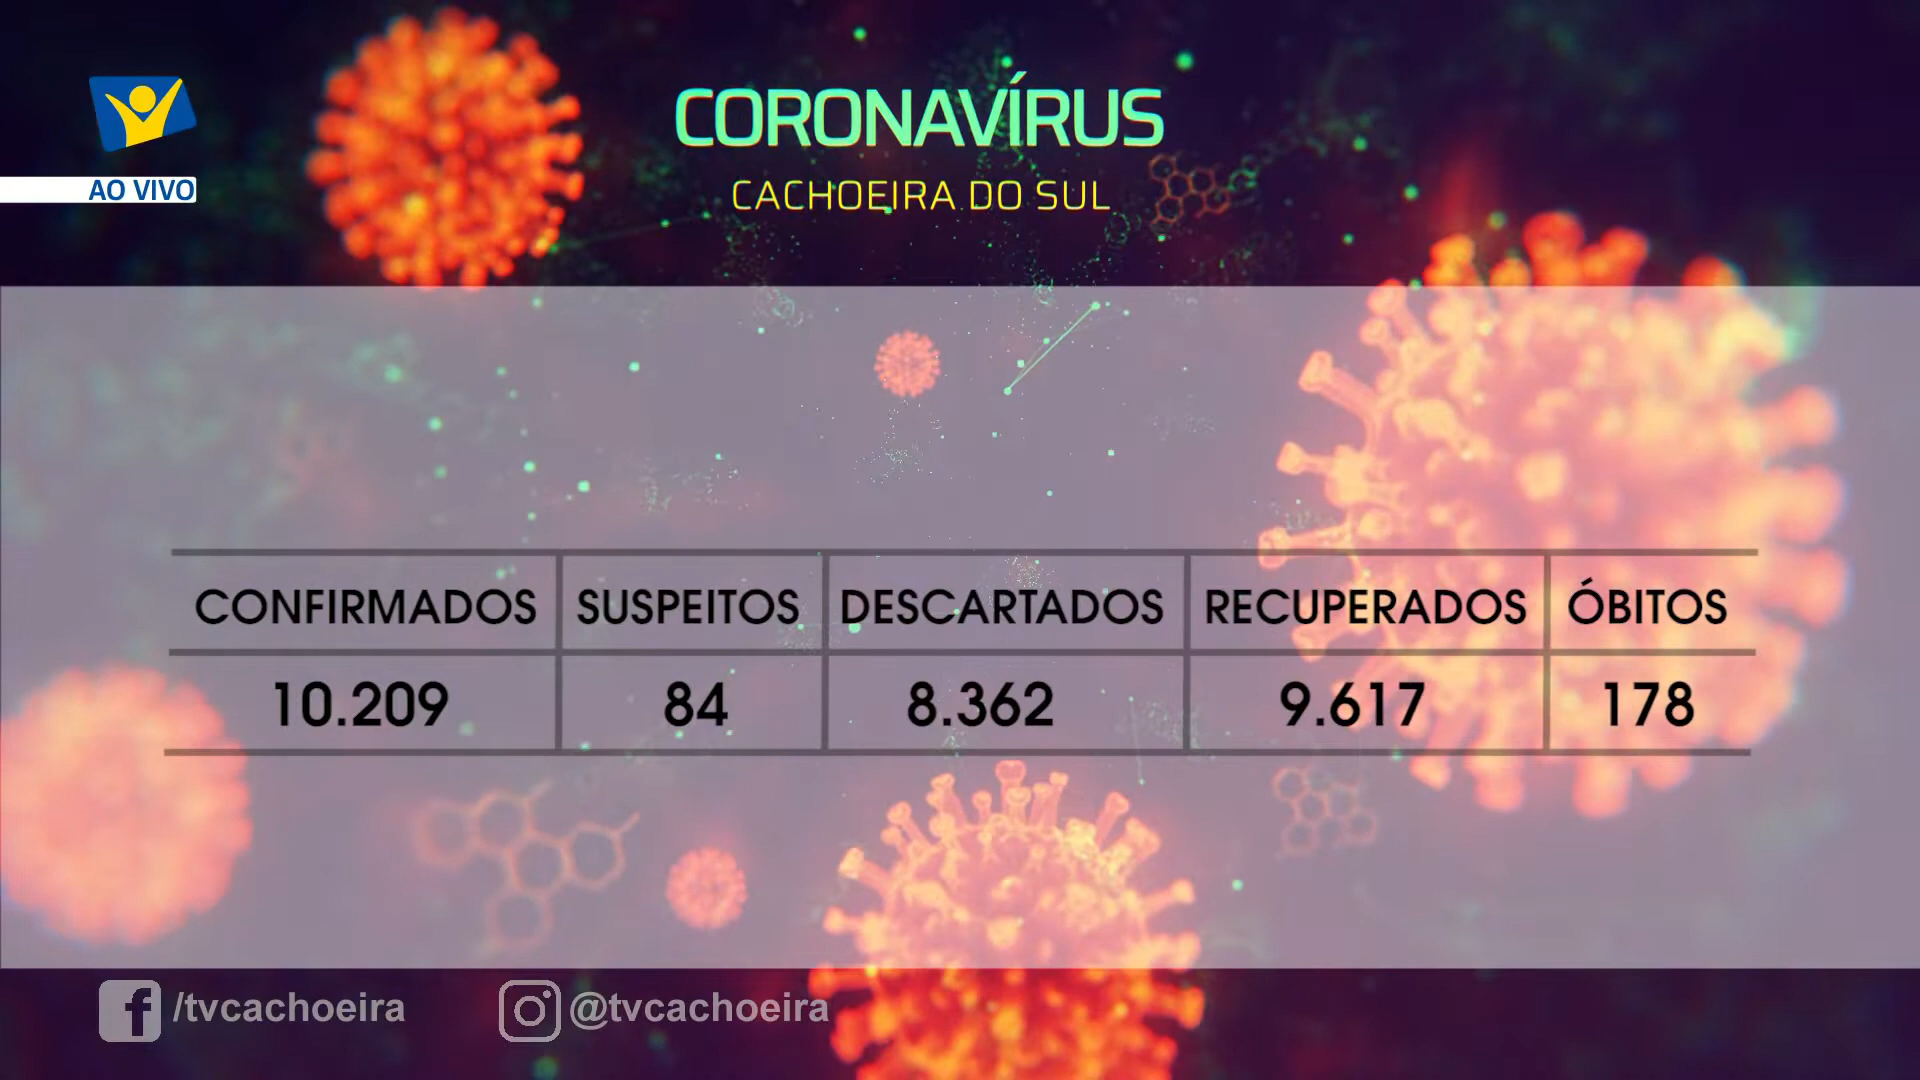 CORONAVÍRUS
CACHOEIRA DO SUL
AO VIVO
CONFIRMADOS SUSPEITOS DESCARTADOS RECUPERADOS ÓBITOS
10.209 84 8.362 9.617 178
/tvcachoeira @tvcachoeira